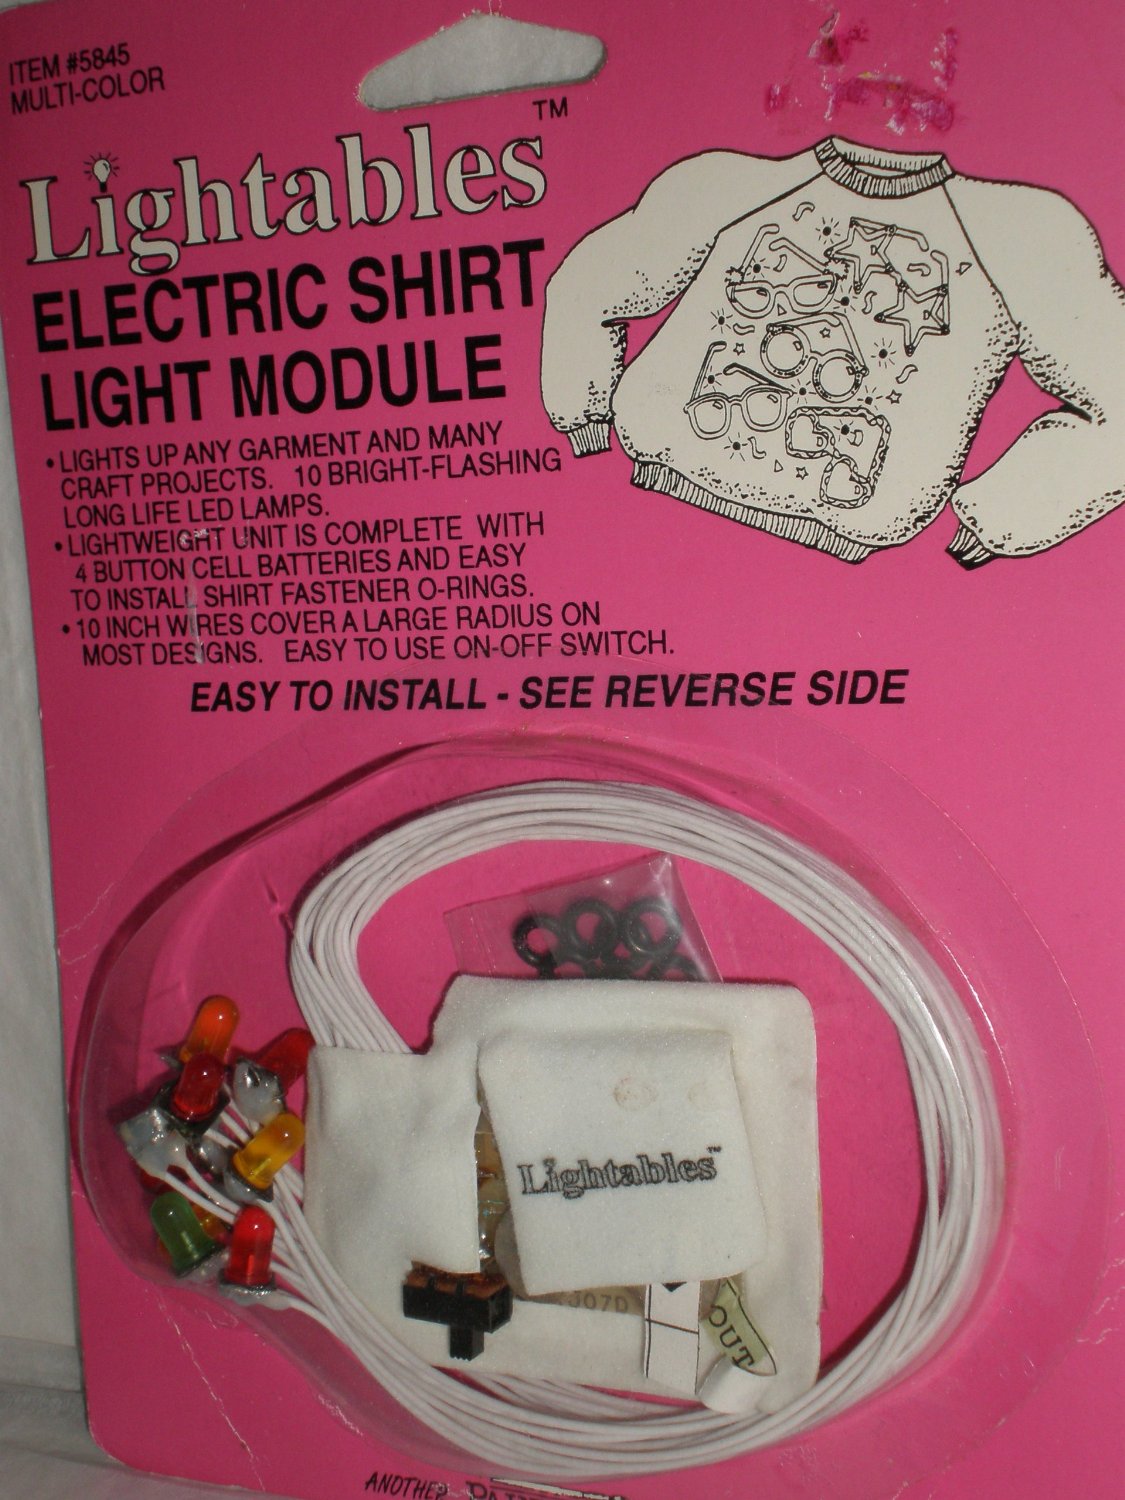 ITEM #5845
MULTI-COLOR
Lightables™
ELECTRIC SHIRT
LIGHT MODULE
• LIGHTS UP ANY GARMENT AND MANY
CRAFT PROJECTS. 10 BRIGHT-FLASHING
LONG LIFE LED LAMPS.
• LIGHTWEIGHT UNIT IS COMPLETE WITH
4 BUTTON CELL BATTERIES AND EASY
TO INSTALL SHIRT FASTENER O-RINGS.
• 10 INCH WIRES COVER A LARGE RADIUS ON
MOST DESIGNS. EASY TO USE ON-OFF SWITCH.
EASY TO INSTALL - SEE REVERSE SIDE
Lightables™
J07D
OUT
ANOTHER